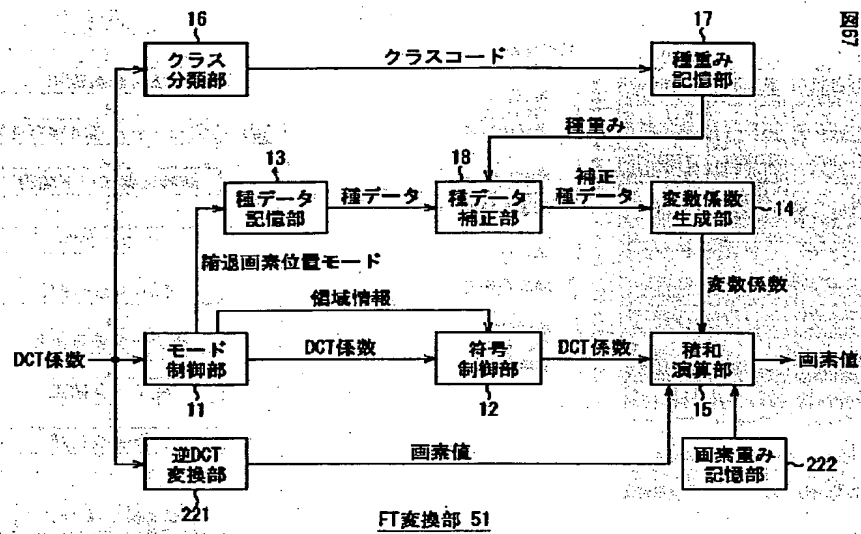 図67
16
クラス
分類部
クラスコード
17
種重み
記憶部
種重み
13
種データ
記憶部
種データ
18
種データ
補正部
補正
種データ
変数係数
生成部
14
縮退画素位置モード
領域情報
変数係数
DCT係数
モード
制御部
11
DCT係数
符号
制御部
12
DCT係数
積和
演算部
15
画素値
逆DCT
変換部
221
画素値
画素重み
記憶部
222
FT変換部 51